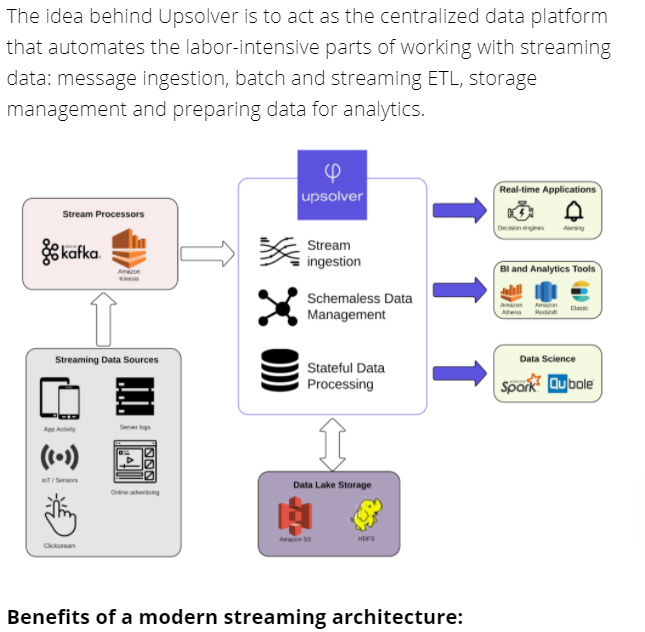 The idea behind Upsolver is to act as the centralized data platform
that automates the labor-intensive parts of working with streaming
data: message ingestion, batch and streaming ETL, storage
management and preparing data for analytics.
upsolver
Stream Processors
kafka
Amazon
Kinesis
Streaming Data Sources
App Activity
Server logs
IoT / Sensors
Online advertising
Clickstream
Stream
ingestion
Schemaless Data
Management
Stateful Data
Processing
Data Lake Storage
Amazon S3
HDFS
Real-time Applications
Decision engines
Alerting
BI and Analytics Tools
Amazon
Athena
Amazon
Redshift
Elastic
Data Science
Spark
Qubole
Benefits of a modern streaming architecture: